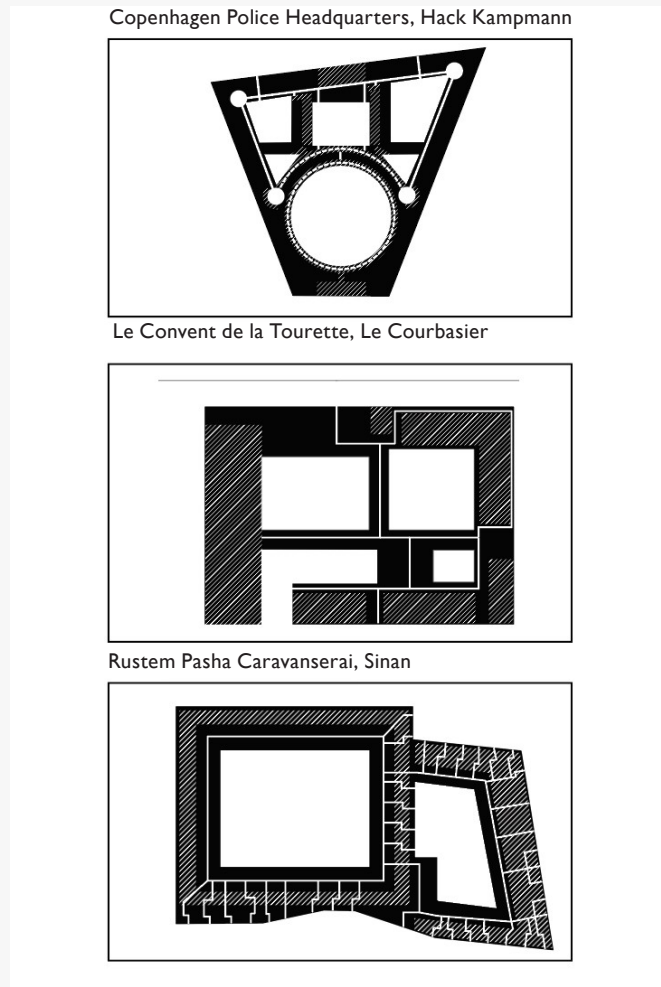 Copenhagen Police Headquarters, Hack Kampmann
Le Convent de la Tourette, Le Courbasier
Rustem Pasha Caravanserai, Sinan